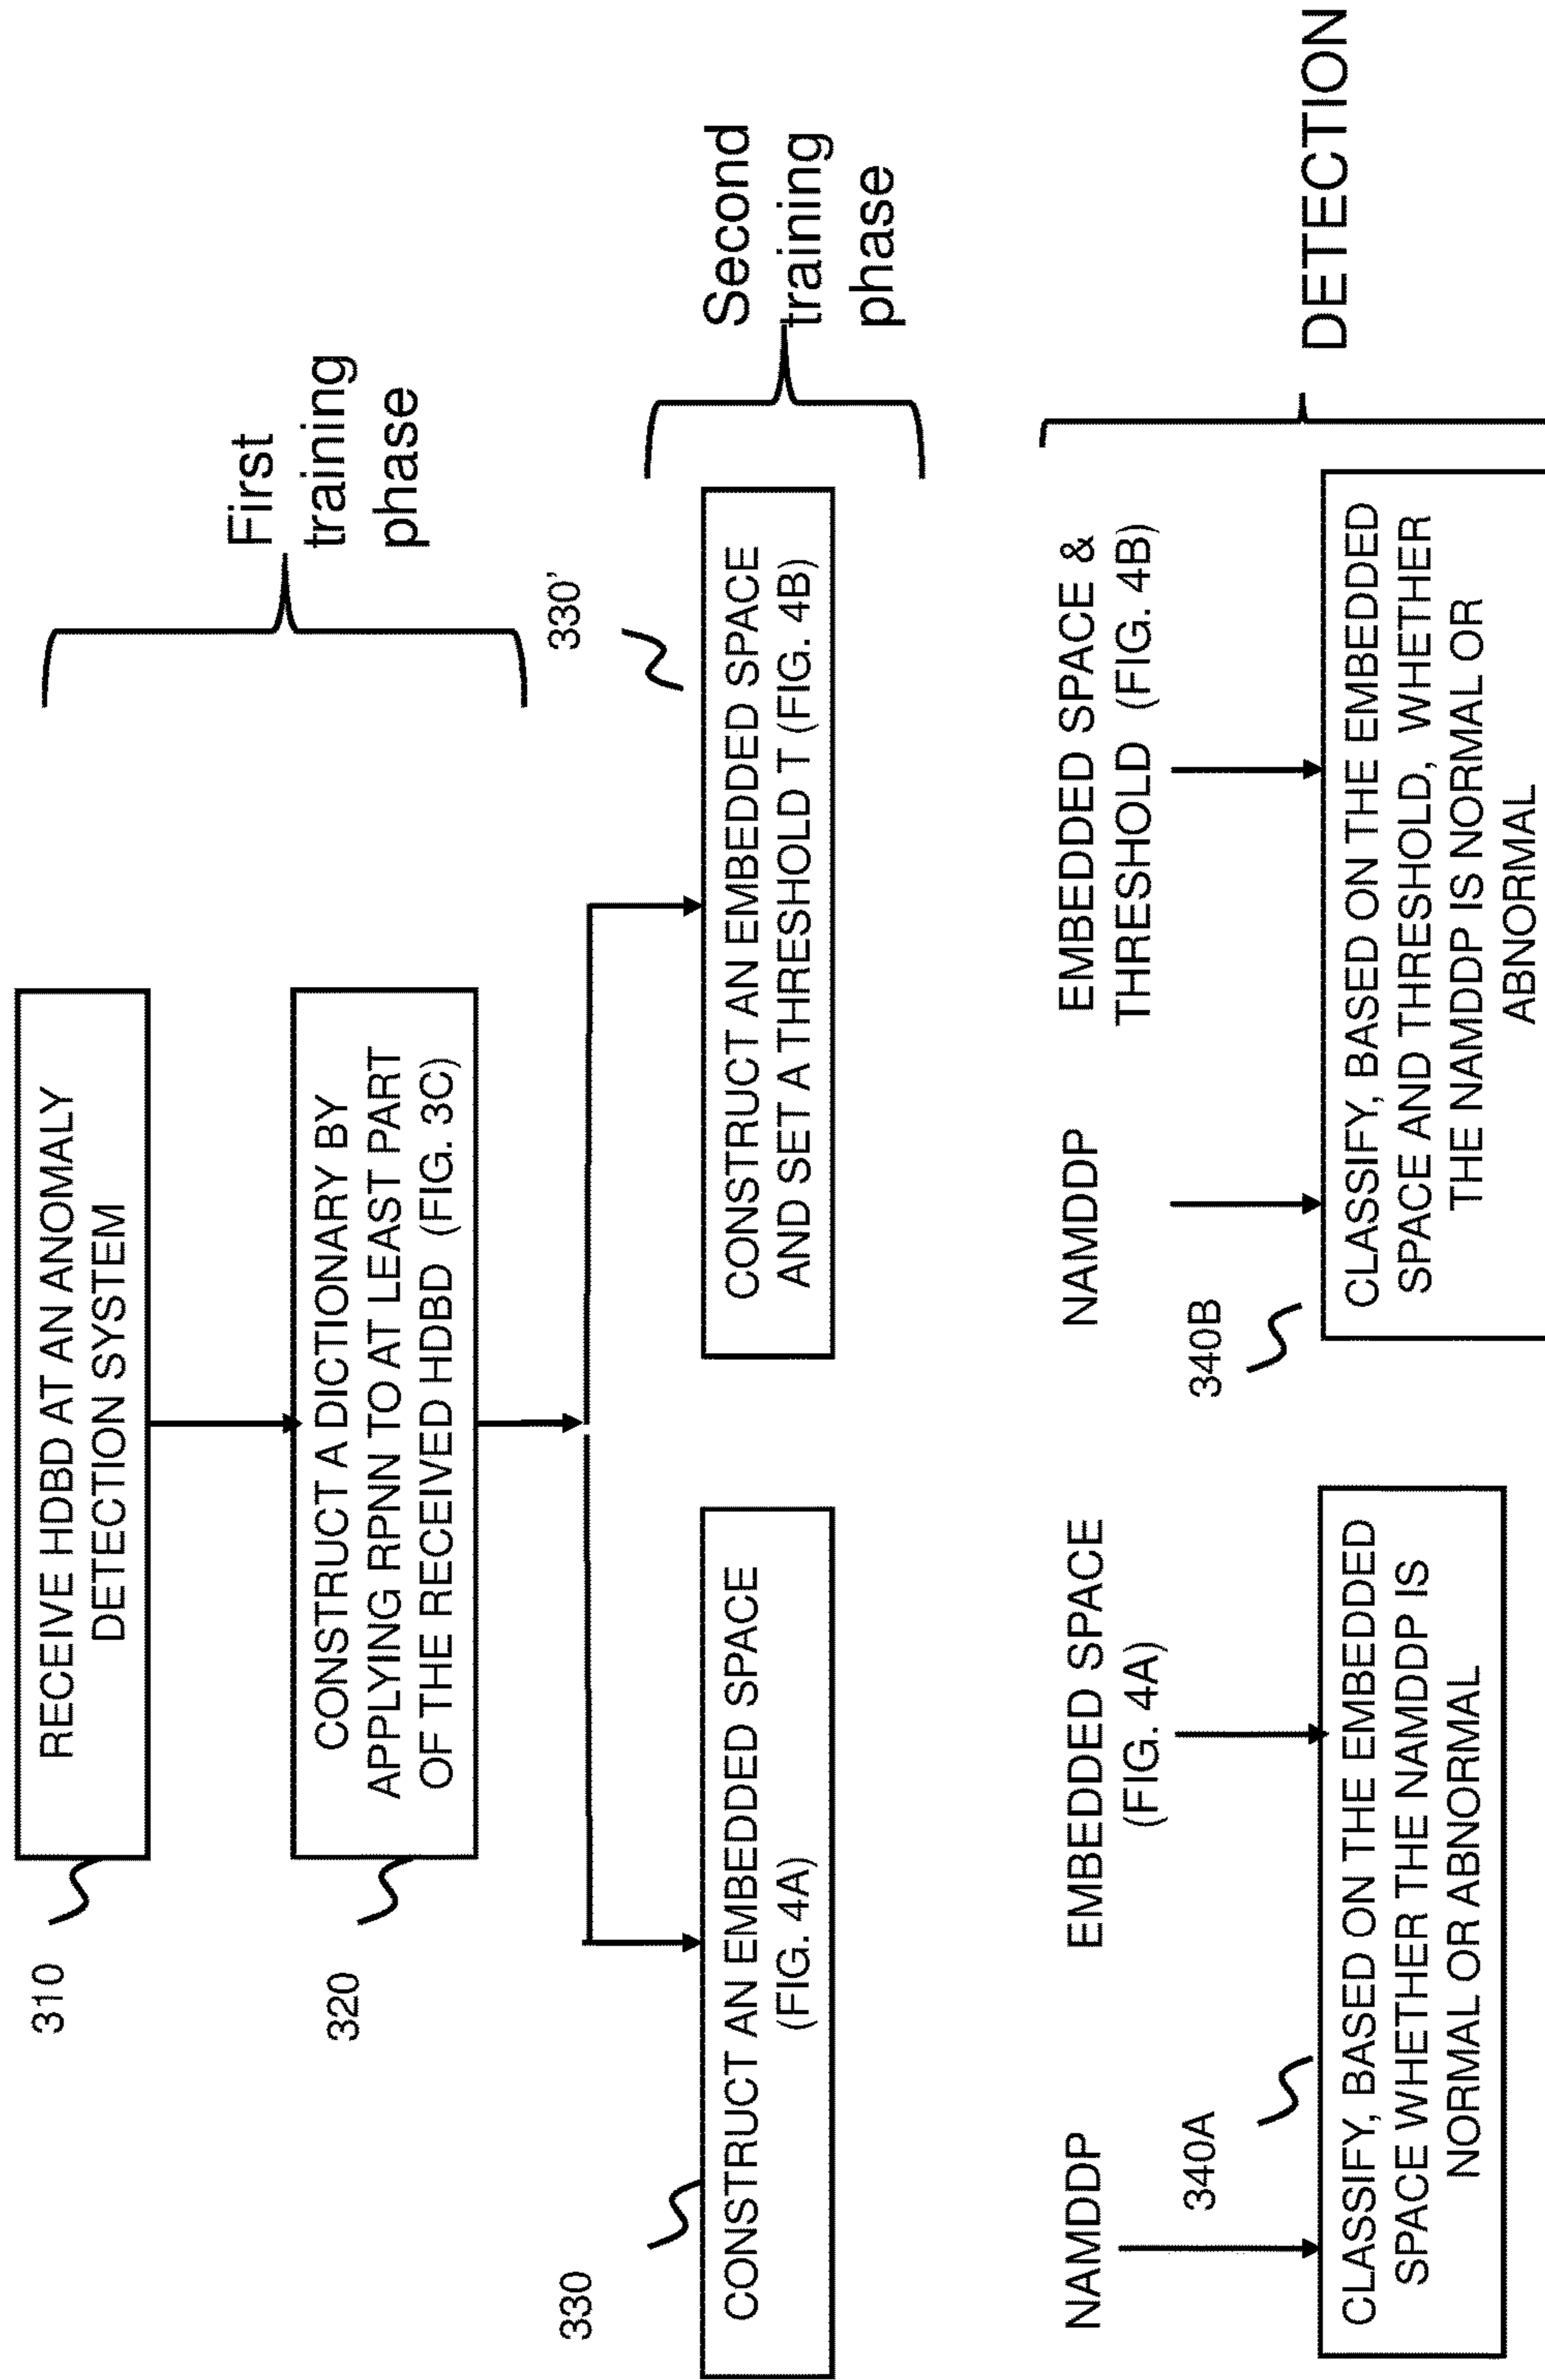 310
RECEIVE HDBD AT AN ANOMALY
DETECTION SYSTEM
320
CONSTRUCT A DICTIONARY BY
APPLYING RPNN TO AT LEAST PART
OF THE RECEIVED HDBD (FIG. 3C)
First
training
phase
330
CONSTRUCT AN EMBEDDED SPACE
(FIG. 4A)
330'
CONSTRUCT AN EMBEDDED SPACE
AND SET A THRESHOLD T (FIG. 4B)
Second
training
phase
NAMDDP
EMBEDDED SPACE
(FIG. 4A)
340A
CLASSIFY, BASED ON THE EMBEDDED
SPACE WHETHER THE NAMDDP IS
NORMAL OR ABNORMAL
NAMDDP
EMBEDDED SPACE &
THRESHOLD (FIG. 4B)
340B
CLASSIFY, BASED ON THE EMBEDDED
SPACE AND THRESHOLD, WHETHER
THE NAMDDP IS NORMAL OR
ABNORMAL
DETECTION